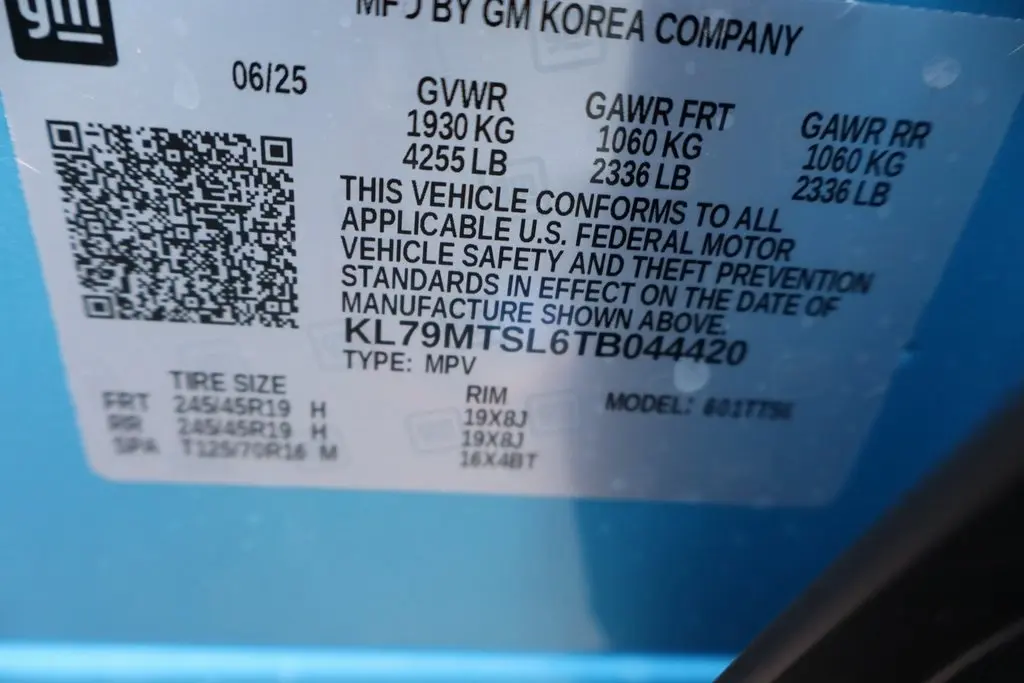 gm
MFD BY GM KOREA COMPANY
06/25
GVWR
1930 KG
4255 LB
GAWR FRT
1060 KG
2336 LB
GAWR RR
1060 KG
2336 LB
THIS VEHICLE CONFORMS TO ALL
APPLICABLE U.S. FEDERAL MOTOR
VEHICLE SAFETY AND THEFT PREVENTION
STANDARDS IN EFFECT ON THE DATE OF
MANUFACTURE SHOWN ABOVE.
KL79MTSL6TB044420
TYPE: MPV
TIRE SIZE RIM
FRT 245/45R19 H 19X8J
RR 245/45R19 H 19X8J
SPA T125/70R16 M 16X4BT
MODEL: